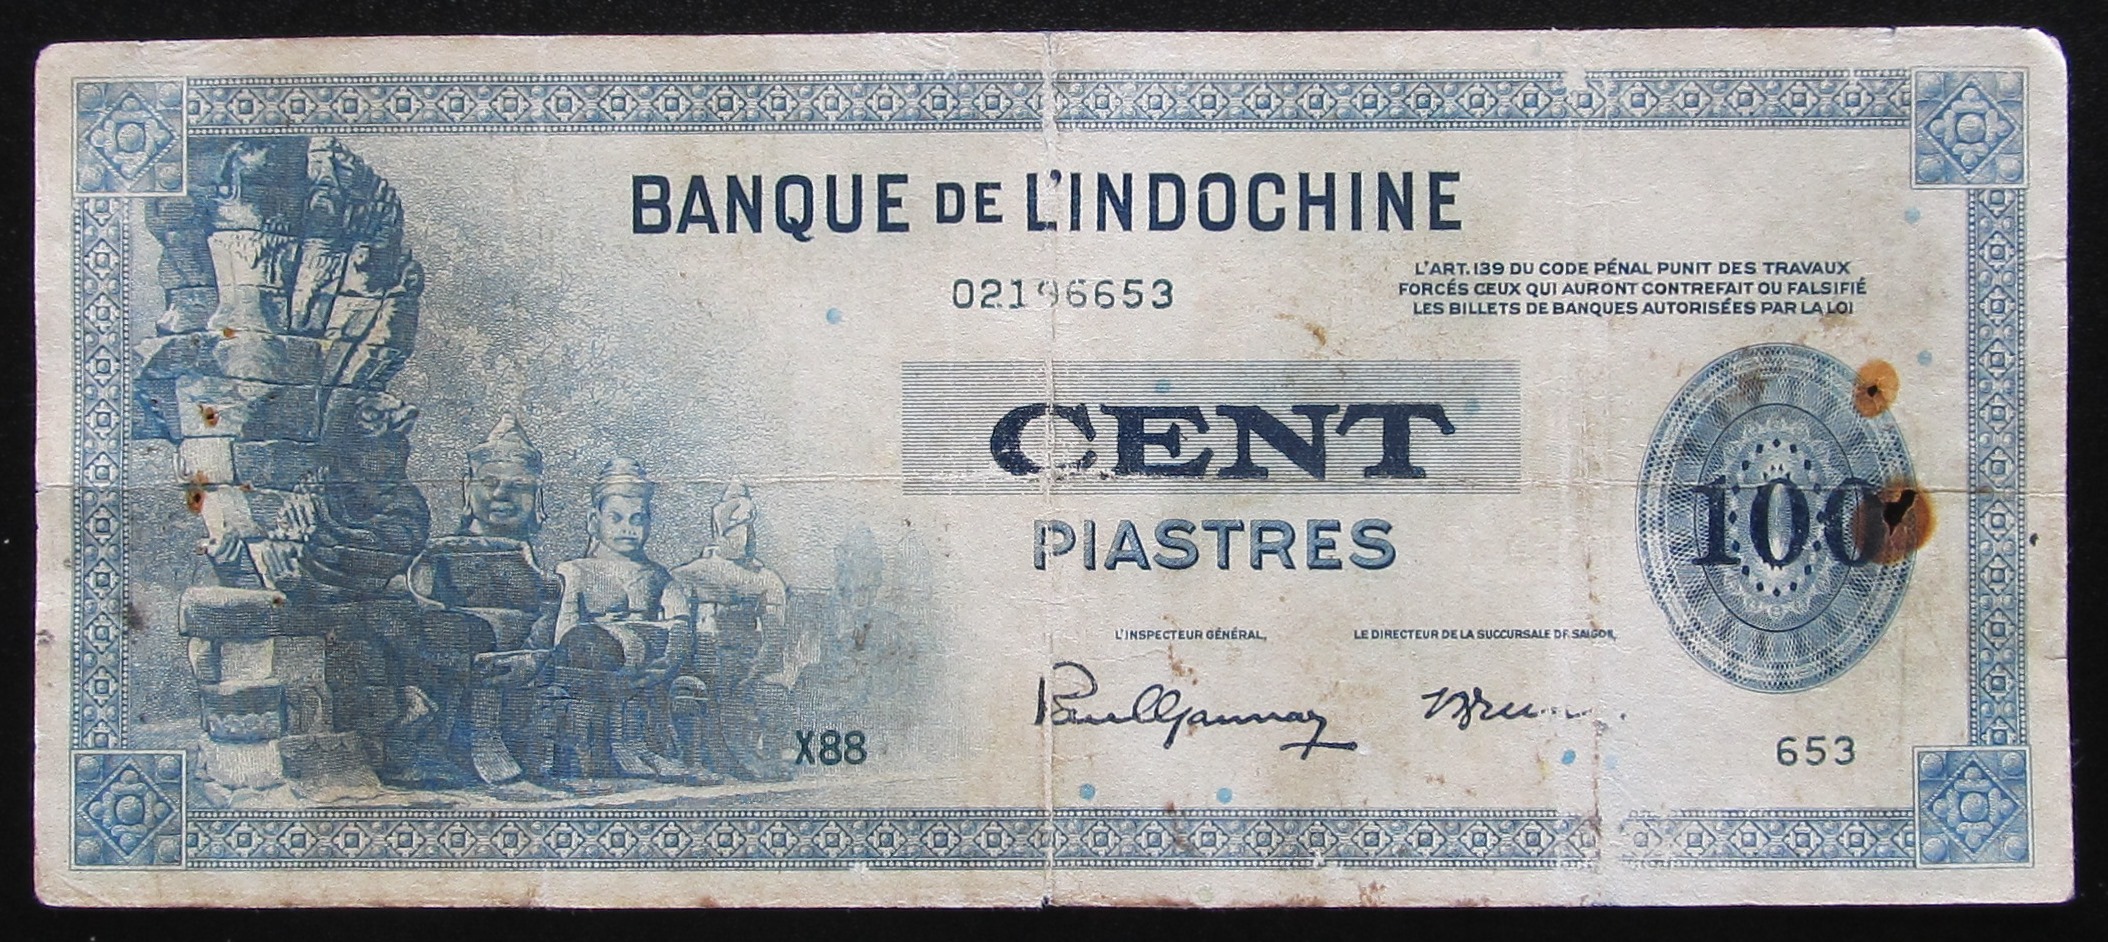 BANQUE DE L'INDOCHINE
02196653
L'ART. 139 DU CODE PÉNAL PUNIT DES TRAVAUX
FORCÉS CEUX QUI AURONT CONTREFAIT OU FALSIFIÉ
LES BILLETS DE BANQUES AUTORISÉES PAR LA LOI
CENT
100
PIASTRES
L'INSPECTEUR GÉNÉRAL,
LE DIRECTEUR DE LA SUCCURSALE DE SAIGON,
X88
653